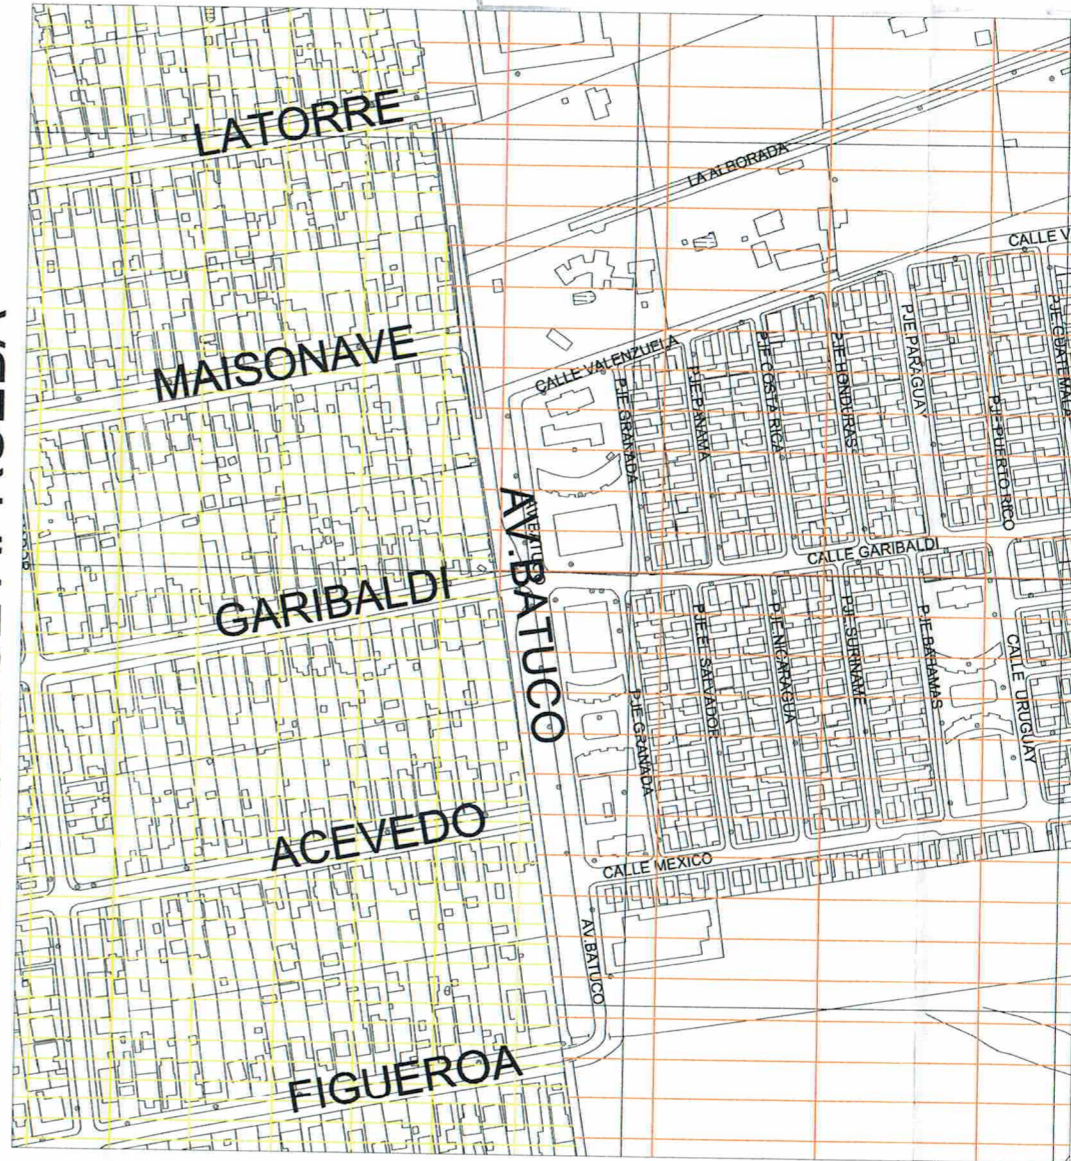 LATORRE
LA ALBORADA
CALLE V
MAISONAVE
CALLE VALENZUELA
PJE.GRANADA
PJE.PANAMA
PJE.COSTA RICA
PJE.HONDURAS
PJE.PARAGUAY
PJE.PUERTO RICO
PJE.GUATEMALA
AV.BATUCO
CALLE GARIBALDI
GARIBALDI
PJE.GRANADA
PJE.E. SALVADOR
PJE.NICARAGUA
PJE.SURINAME
PJE.BAHAMAS
CALLE URUGUAY
ACEVEDO
CALLE MEXICO
AV.BATUCO
FIGUEROA